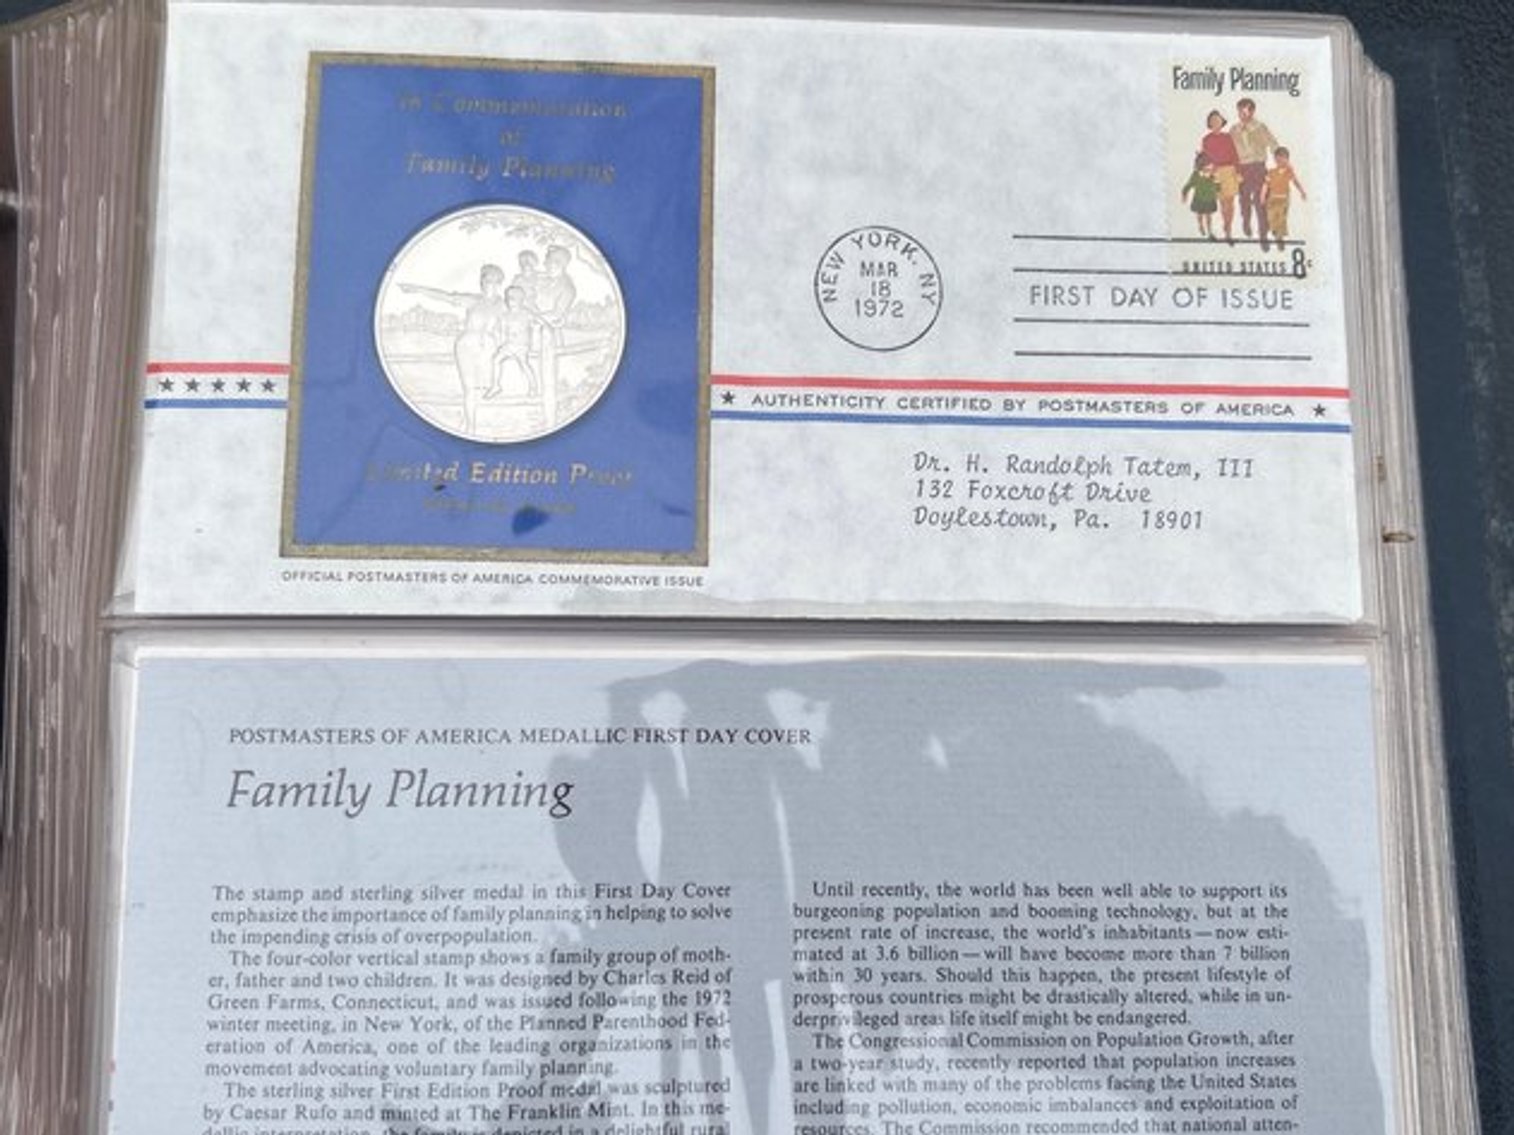 In Commemoration
of
Family Planning
Limited Edition Proof
OFFICIAL POSTMASTERS OF AMERICA COMMEMORATIVE ISSUE
Family Planning
UNITED STATES 8c
NEW YORK, NY
MAR
18
1972
FIRST DAY OF ISSUE
★ AUTHENTICITY CERTIFIED BY POSTMASTERS OF AMERICA ★
Dr. H. Randolph Tatem, III
132 Foxcroft Drive
Doylestown, Pa. 18901
POSTMASTERS OF AMERICA MEDALLIC FIRST DAY COVER
Family Planning
The stamp and sterling silver medal in this First Day Cover
emphasize the importance of family planning in helping to solve
the impending crisis of overpopulation.
The four-color vertical stamp shows a family group of moth-
er, father and two children. It was designed by Charles Reid of
Green Farms, Connecticut, and was issued following the 1972
winter meeting, in New York, of the Planned Parenthood Fed-
eration of America, one of the leading organizations in the
movement advocating voluntary family planning.
The sterling silver First Edition Proof medal was sculptured
by Caesar Rufo and minted at The Franklin Mint. In this me-
dallic interpretation, the family is depicted in a delightful rural
Until recently, the world has been well able to support its
burgeoning population and booming technology, but at the
present rate of increase, the world's inhabitants—now esti-
mated at 3.6 billion—will have become more than 7 billion
within 30 years. Should this happen, the present lifestyle of
prosperous countries might be drastically altered, while in un-
derprivileged areas life itself might be endangered.
The Congressional Commission on Population Growth, after
a two-year study, recently reported that population increases
are linked with many of the problems facing the United States
including pollution, economic imbalances and exploitation of
resources. The Commission recommended that national atten-